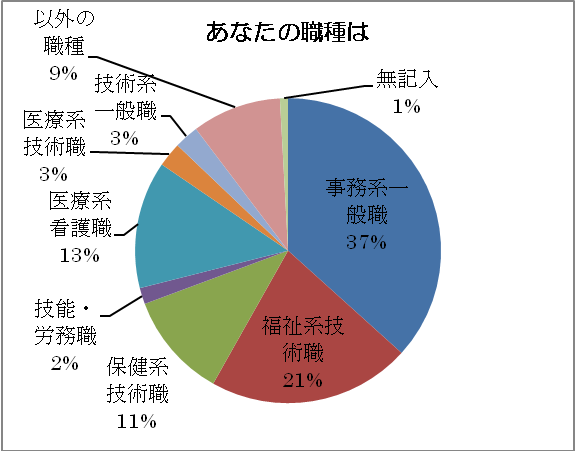 あなたの職種は
以外の
職種
9%
技術系
一般職
3%
医療系
技術職
3%
医療系
看護職
13%
技能・
労務職
2%
保健系
技術職
11%
福祉系技
術職
21%
事務系一
般職
37%
無記入
1%